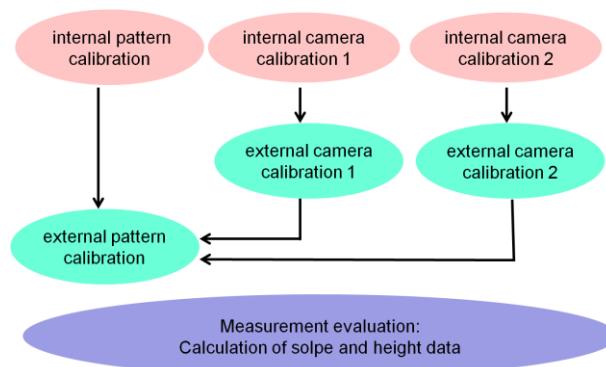 internal pattern
calibration
internal camera
calibration 1
internal camera
calibration 2
external camera
calibration 1
external camera
calibration 2
external pattern
calibration
Measurement evaluation:
Calculation of solpe and height data